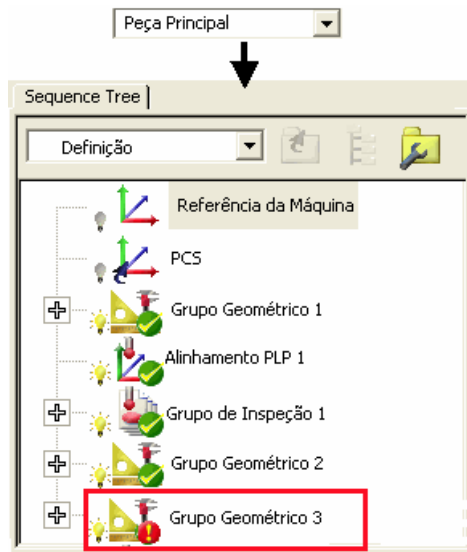 Peça Principal
Sequence Tree
Definição
Referência da Máquina
PCS
Grupo Geométrico 1
Alinhamento PLP 1
Grupo de Inspeção 1
Grupo Geométrico 2
Grupo Geométrico 3